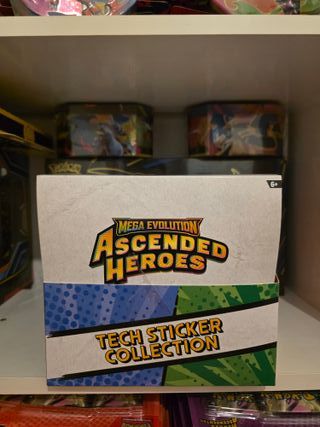 6+
MEGA EVOLUTION
ASCENDED
HEROES
TECH STICKER
COLLECTION